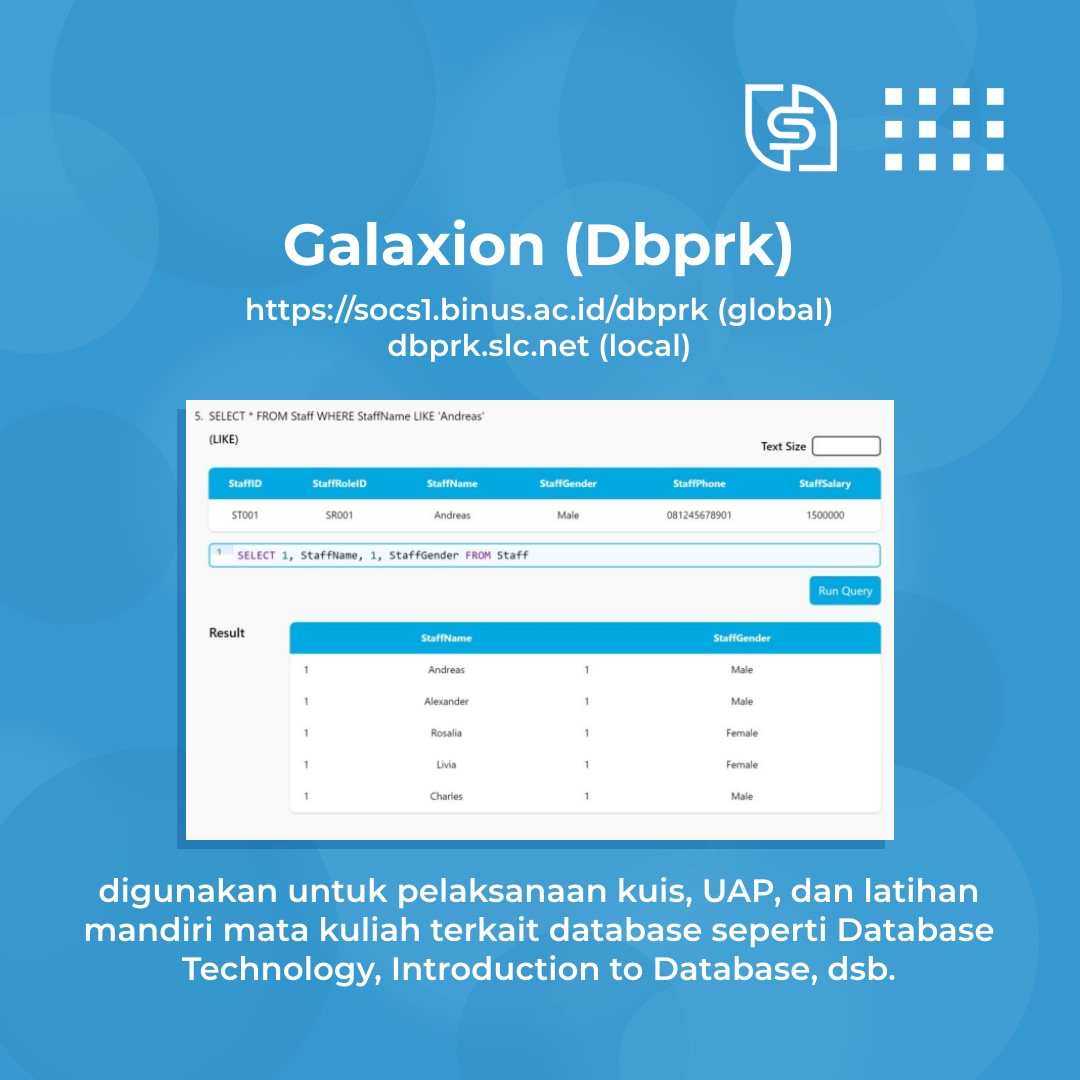 Galaxion (Dbprk)
https://socs1.binus.ac.id/dbprk (global)
dbprk.slc.net (local)
5. SELECT * FROM Staff WHERE StaffName LIKE 'Andreas'
(LIKE)
Text Size
StaffID StaffRoleID StaffName StaffGender StaffPhone StaffSalary
ST001 SR001 Andreas Male 081245678901 1500000
1 SELECT 1, StaffName, 1, StaffGender FROM Staff
Run Query
Result
StaffName StaffGender
1 Andreas 1 Male
1 Alexander 1 Male
1 Rosalia 1 Female
1 Livia 1 Female
1 Charles 1 Male
digunakan untuk pelaksanaan kuis, UAP, dan latihan
mandiri mata kuliah terkait database seperti Database
Technology, Introduction to Database, dsb.